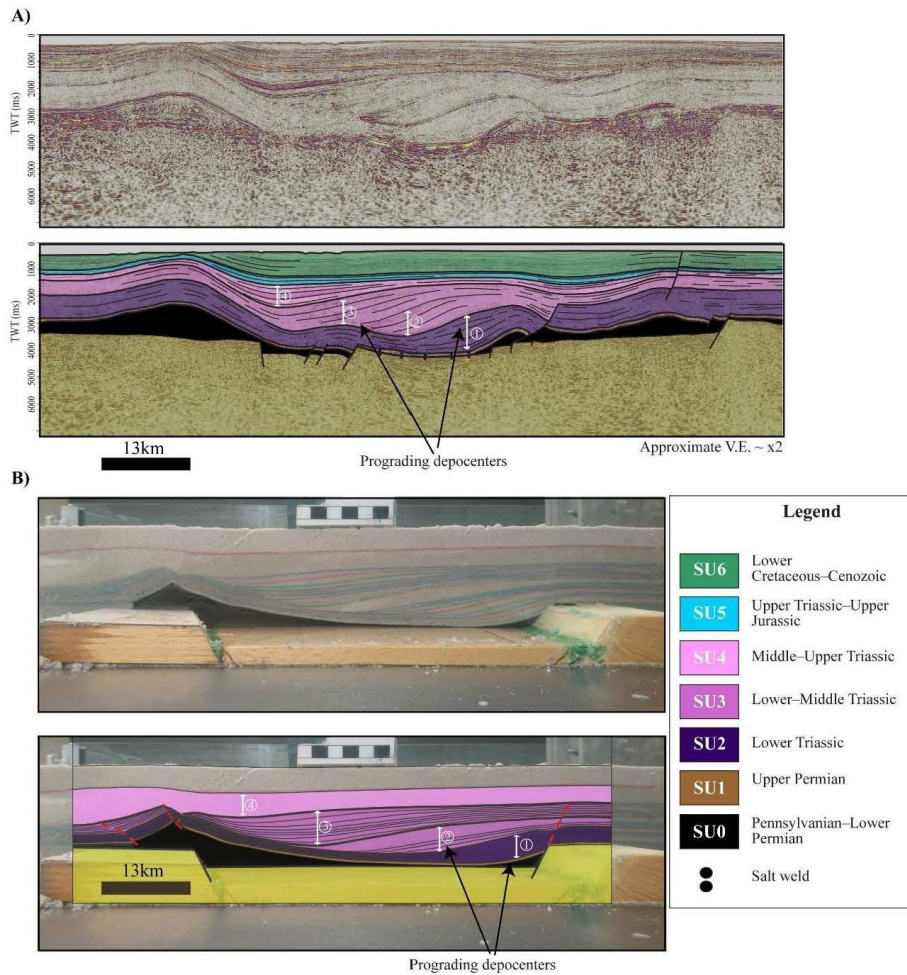 A)
0
1000
2000
3000
4000
5000
6000
TWT (ms)
0
1000
2000
3000
4000
5000
6000
TWT (ms)
④
③
②
①
13km
Prograding depocenters
Approximate V.E. ~ x2
B)
④
③
②
①
13km
Prograding depocenters
Legend
SU6 Lower
Cretaceous–Cenozoic
SU5 Upper Triassic–Upper
Jurassic
SU4 Middle–Upper Triassic
SU3 Lower–Middle Triassic
SU2 Lower Triassic
SU1 Upper Permian
SU0 Pennsylvanian–Lower
Permian
Salt weld